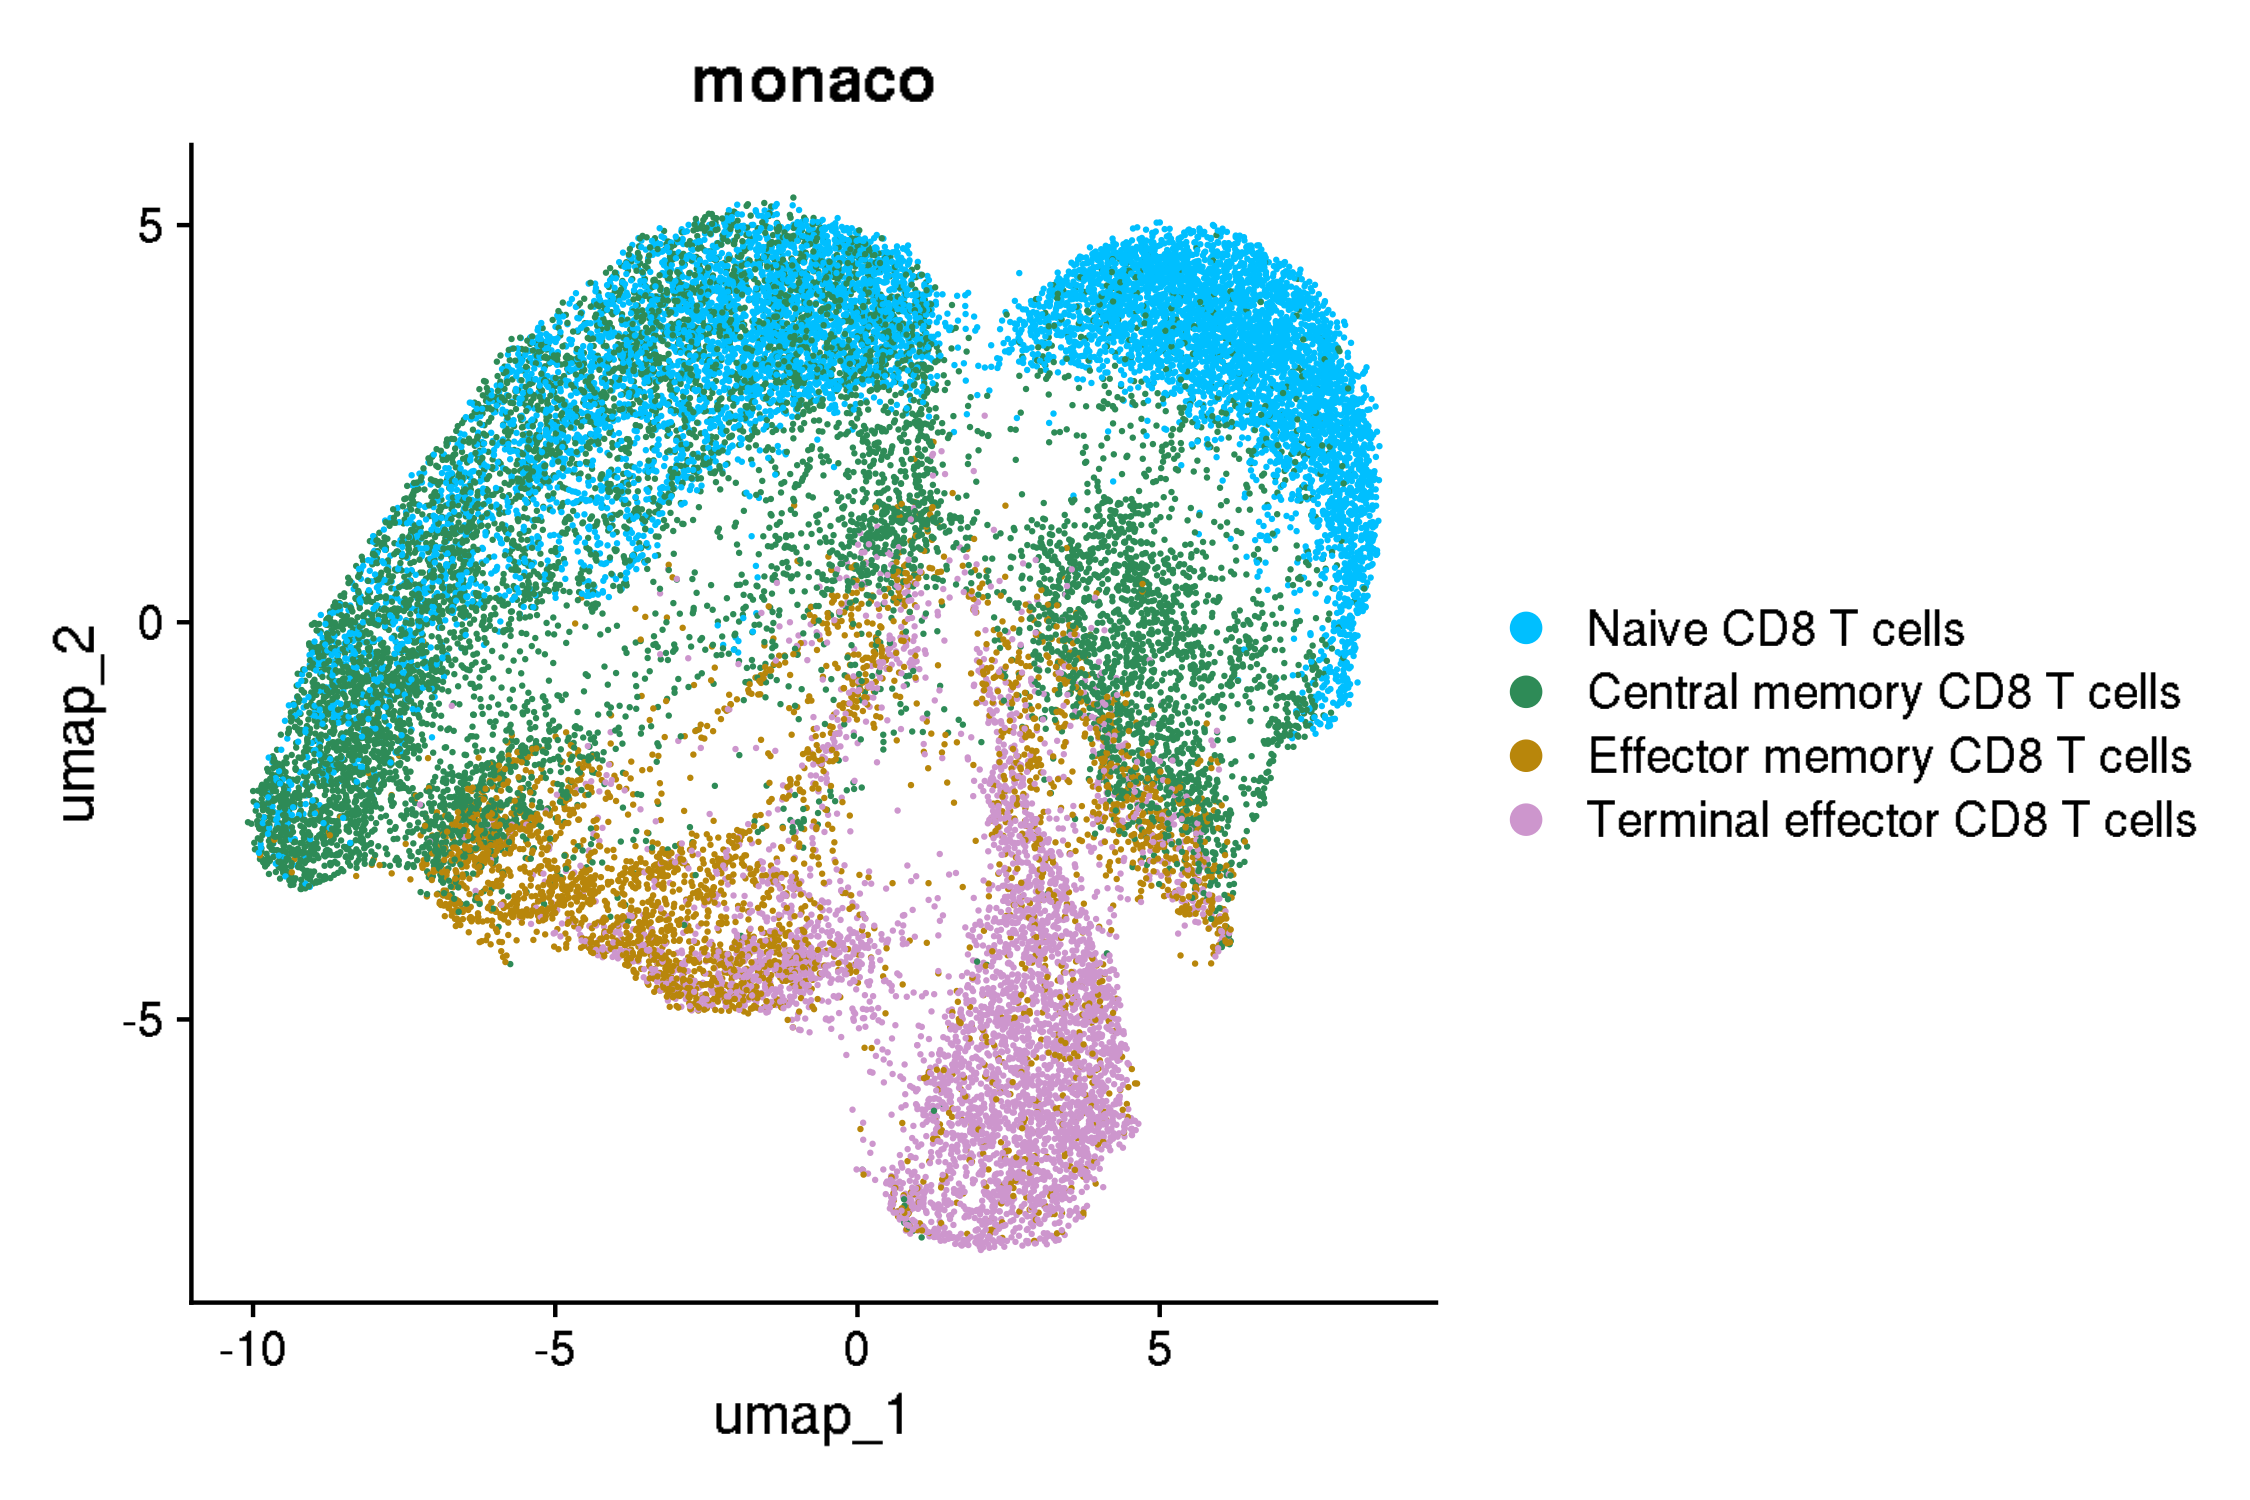 monaco
5
0
-5
umap_2
-10 -5 0 5
umap_1
Naive CD8 T cells
Central memory CD8 T cells
Effector memory CD8 T cells
Terminal effector CD8 T cells